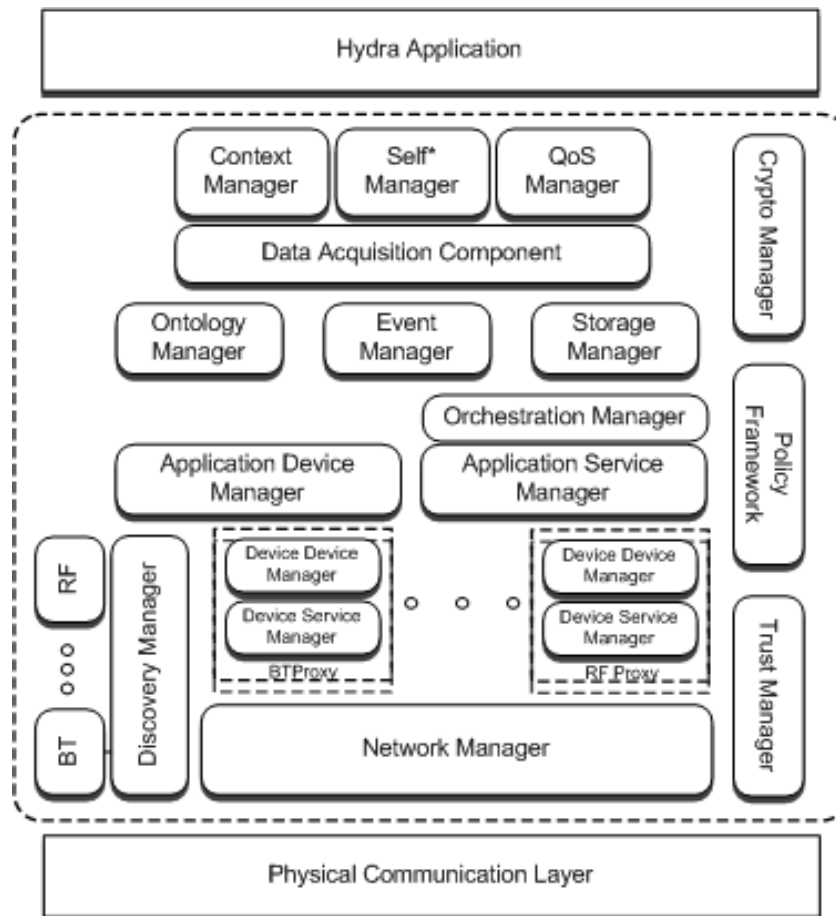 Hydra Application
Context
Manager
Self*
Manager
QoS
Manager
Crypto Manager
Data Acquisition Component
Ontology
Manager
Event
Manager
Storage
Manager
Policy
Framework
Orchestration Manager
Application Device
Manager
Application Service
Manager
RF
BT
Discovery Manager
Device Device
Manager
Device Service
Manager
BTProxy
Device Device
Manager
Device Service
Manager
RF Proxy
Trust Manager
Network Manager
Physical Communication Layer